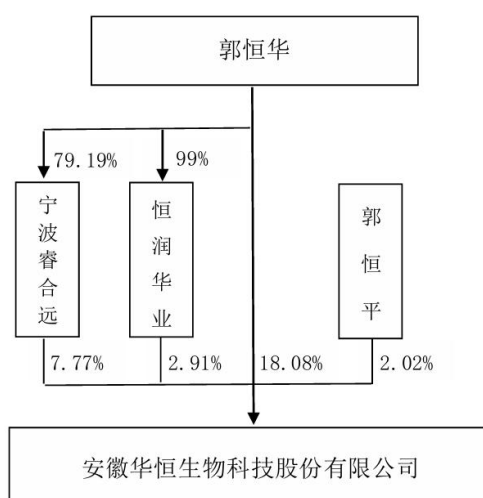 郭恒华
79.19%
99%
宁波睿合远
恒润华业
郭恒平
7.77%
2.91%
18.08%
2.02%
安徽华恒生物科技股份有限公司